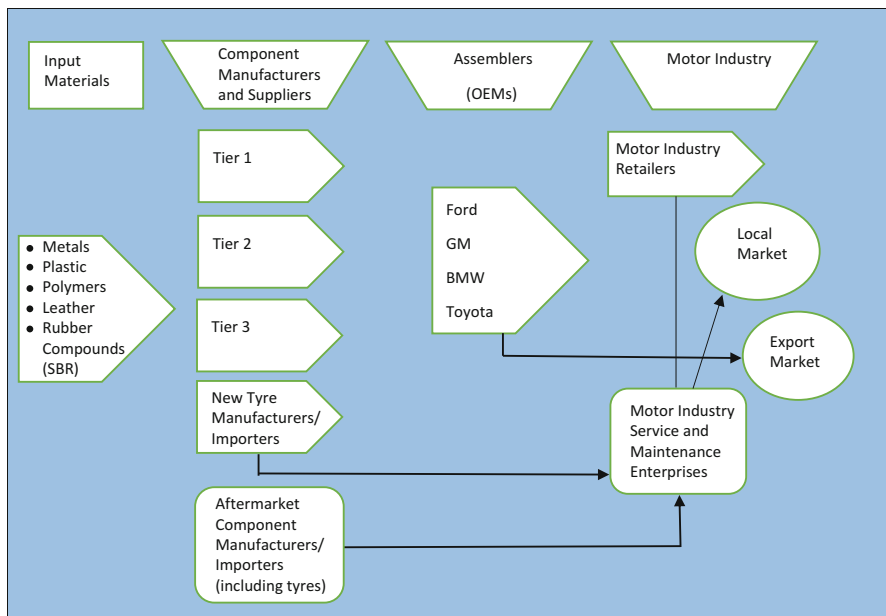 Input
Materials
Component
Manufacturers
and Suppliers
Assemblers
(OEMs)
Motor Industry
Tier 1
Tier 2
Tier 3
New Tyre
Manufacturers/
Importers
Aftermarket
Component
Manufacturers/
Importers
(including tyres)
● Metals
● Plastic
● Polymers
● Leather
● Rubber
Compounds
(SBR)
Ford
GM
BMW
Toyota
Motor Industry
Retailers
Local
Market
Export
Market
Motor Industry
Service and
Maintenance
Enterprises